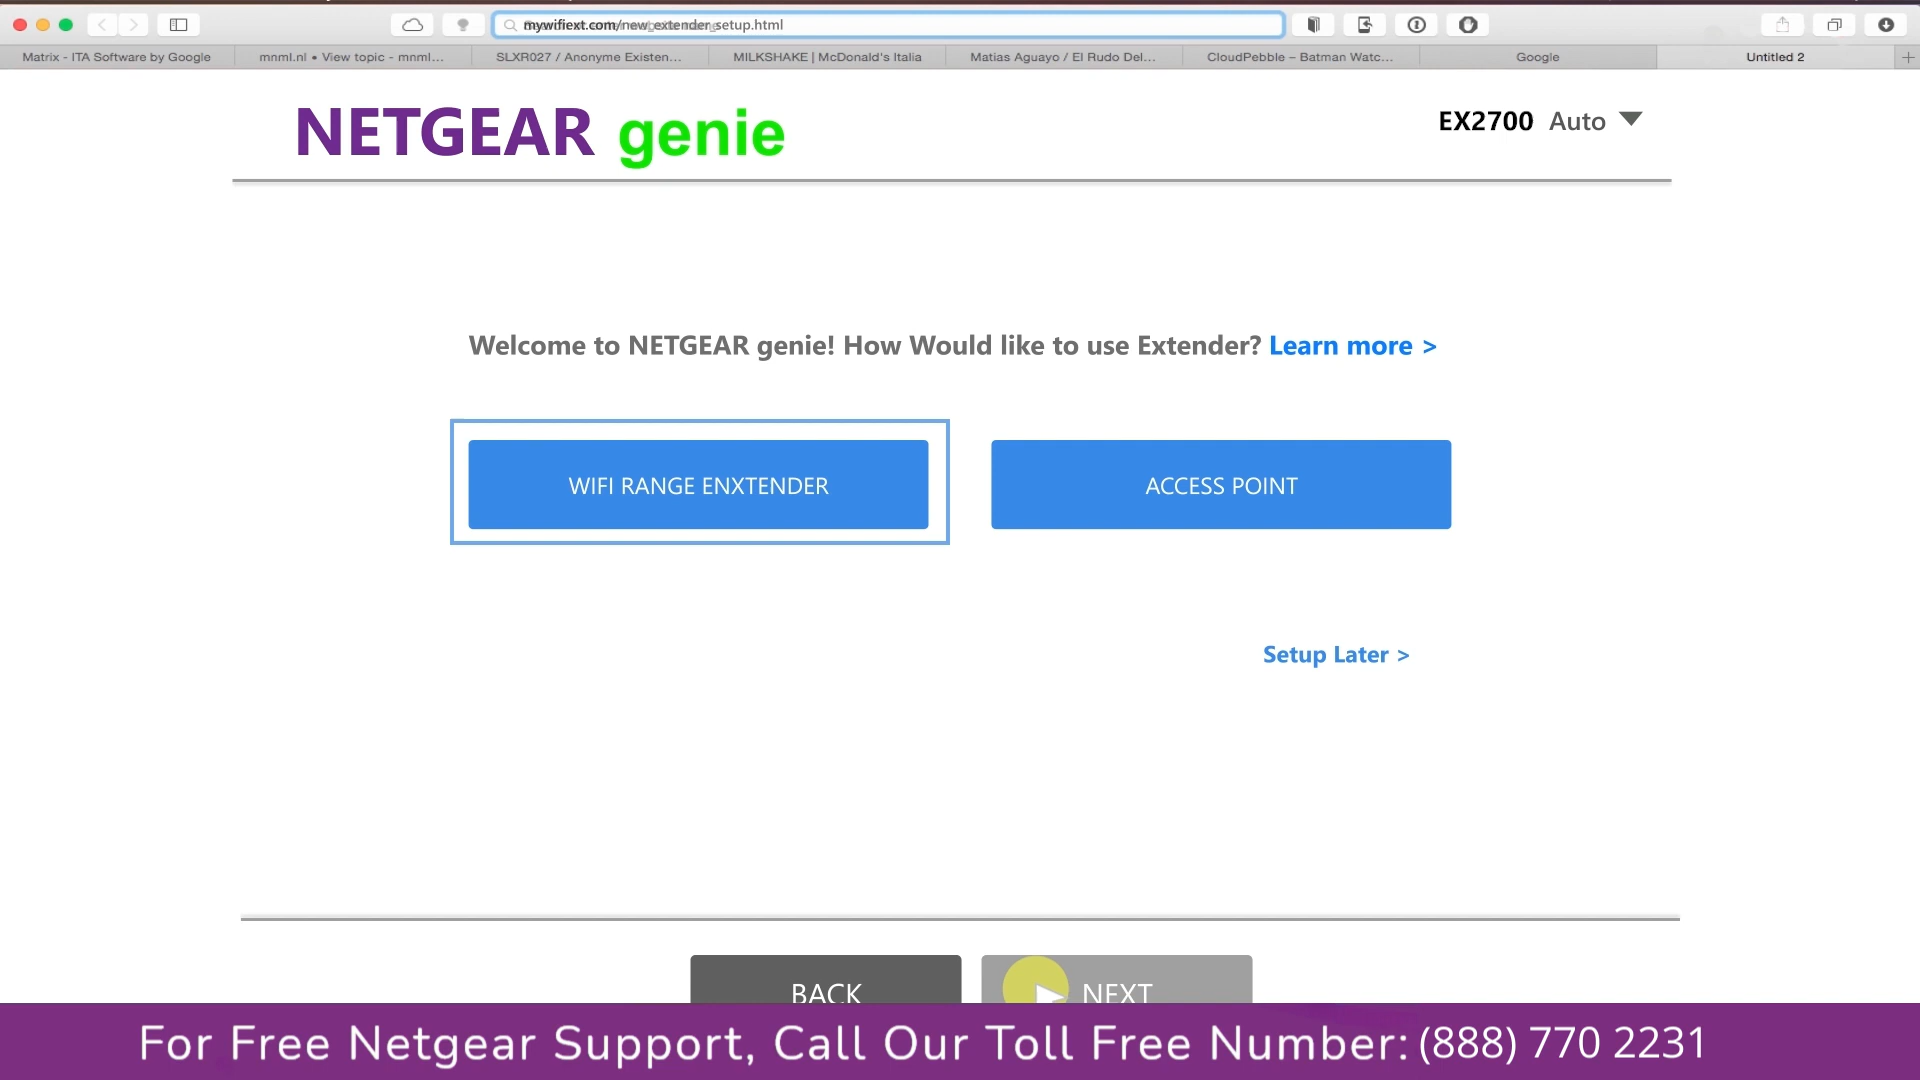 mywifiext.com/new_extender_setup.html
Matrix - ITA Software by Google
mnml.nl • View topic - mnml...
SLXR027 / Anonyme Existen...
MILKSHAKE | McDonald's Italia
Matias Aguayo / El Rudo Del...
CloudPebble – Batman Watc...
Google
Untitled 2
NETGEAR genie
EX2700 Auto
Welcome to NETGEAR genie! How Would like to use Extender? Learn more >
WIFI RANGE ENXTENDER
ACCESS POINT
Setup Later >
BACK
NEXT
For Free Netgear Support, Call Our Toll Free Number: (888) 770 2231